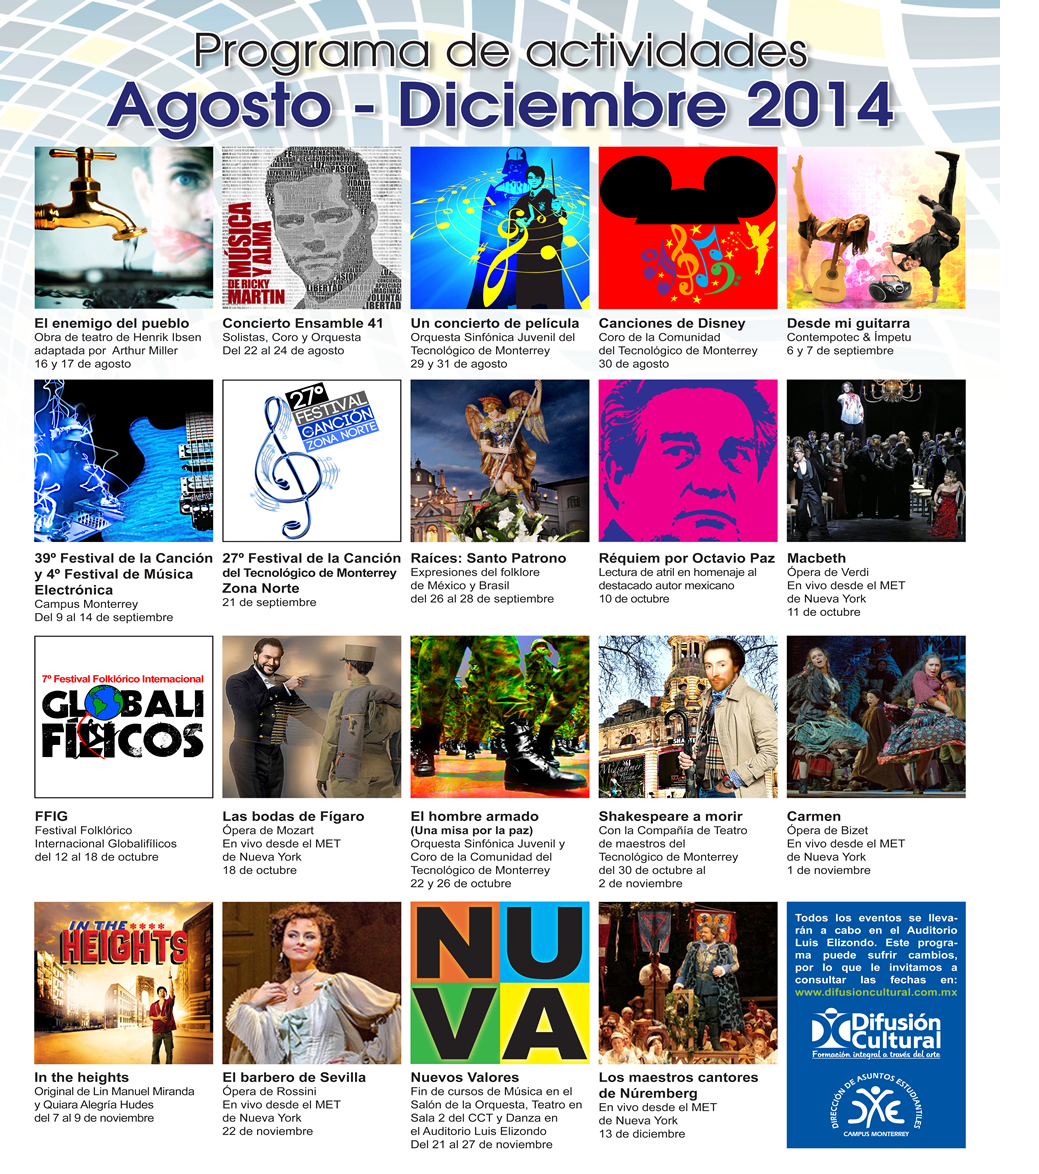 Programa de actividades
Agosto - Diciembre 2014
MÚSICA
Y ALMA
DE RICKY
MARTIN
El enemigo del pueblo
Obra de teatro de Henrik Ibsen
adaptada por Arthur Miller
16 y 17 de agosto
Concierto Ensamble 41
Solistas, Coro y Orquesta
Del 22 al 24 de agosto
Un concierto de película
Orquesta Sinfónica Juvenil del
Tecnológico de Monterrey
29 y 31 de agosto
Canciones de Disney
Coro de la Comunidad
del Tecnológico de Monterrey
30 de agosto
Desde mi guitarra
Contempotec & Ímpetu
6 y 7 de septiembre
27º
FESTIVAL
CANCIÓN
ZONA NORTE
39º Festival de la Canción
y 4º Festival de Música
Electrónica
Campus Monterrey
Del 9 al 14 de septiembre
27º Festival de la Canción
del Tecnológico de Monterrey
Zona Norte
21 de septiembre
Raíces: Santo Patrono
Expresiones del folklore
de México y Brasil
del 26 al 28 de septiembre
Réquiem por Octavio Paz
Lectura de atril en homenaje al
destacado autor mexicano
10 de octubre
Macbeth
Ópera de Verdi
En vivo desde el MET
de Nueva York
11 de octubre
7º Festival Folklórico Internacional
GLOBALI
FÍLICOS
FFIG
Festival Folklórico
Internacional Globalifílicos
del 12 al 18 de octubre
Las bodas de Fígaro
Ópera de Mozart
En vivo desde el MET
de Nueva York
18 de octubre
El hombre armado
(Una misa por la paz)
Orquesta Sinfónica Juvenil y
Coro de la Comunidad del
Tecnológico de Monterrey
22 y 26 de octubre
Shakespeare a morir
Con la Compañía de Teatro
de maestros del
Tecnológico de Monterrey
del 30 de octubre al
2 de noviembre
Carmen
Ópera de Bizet
En vivo desde el MET
de Nueva York
1 de noviembre
IN THE
HEIGHTS
NU
VA
In the heights
Original de Lin Manuel Miranda
y Quiara Alegría Hudes
del 7 al 9 de noviembre
El barbero de Sevilla
Ópera de Rossini
En vivo desde el MET
de Nueva York
22 de noviembre
Nuevos Valores
Fin de cursos de Música en el
Salón de la Orquesta, Teatro en
Sala 2 del CCT y Danza en
el Auditorio Luis Elizondo
Del 21 al 27 de noviembre
Los maestros cantores
de Núremberg
En vivo desde el MET
de Nueva York
13 de diciembre
Todos los eventos se lleva-
rán a cabo en el Auditorio
Luis Elizondo. Este progra-
ma puede sufrir cambios,
por lo que le invitamos a
consultar las fechas en:
www.difusioncultural.com.mx
Difusión
Cultural
Formación integral a través del arte
DIRECCIÓN DE ASUNTOS ESTUDIANTILES
CAMPUS MONTERREY